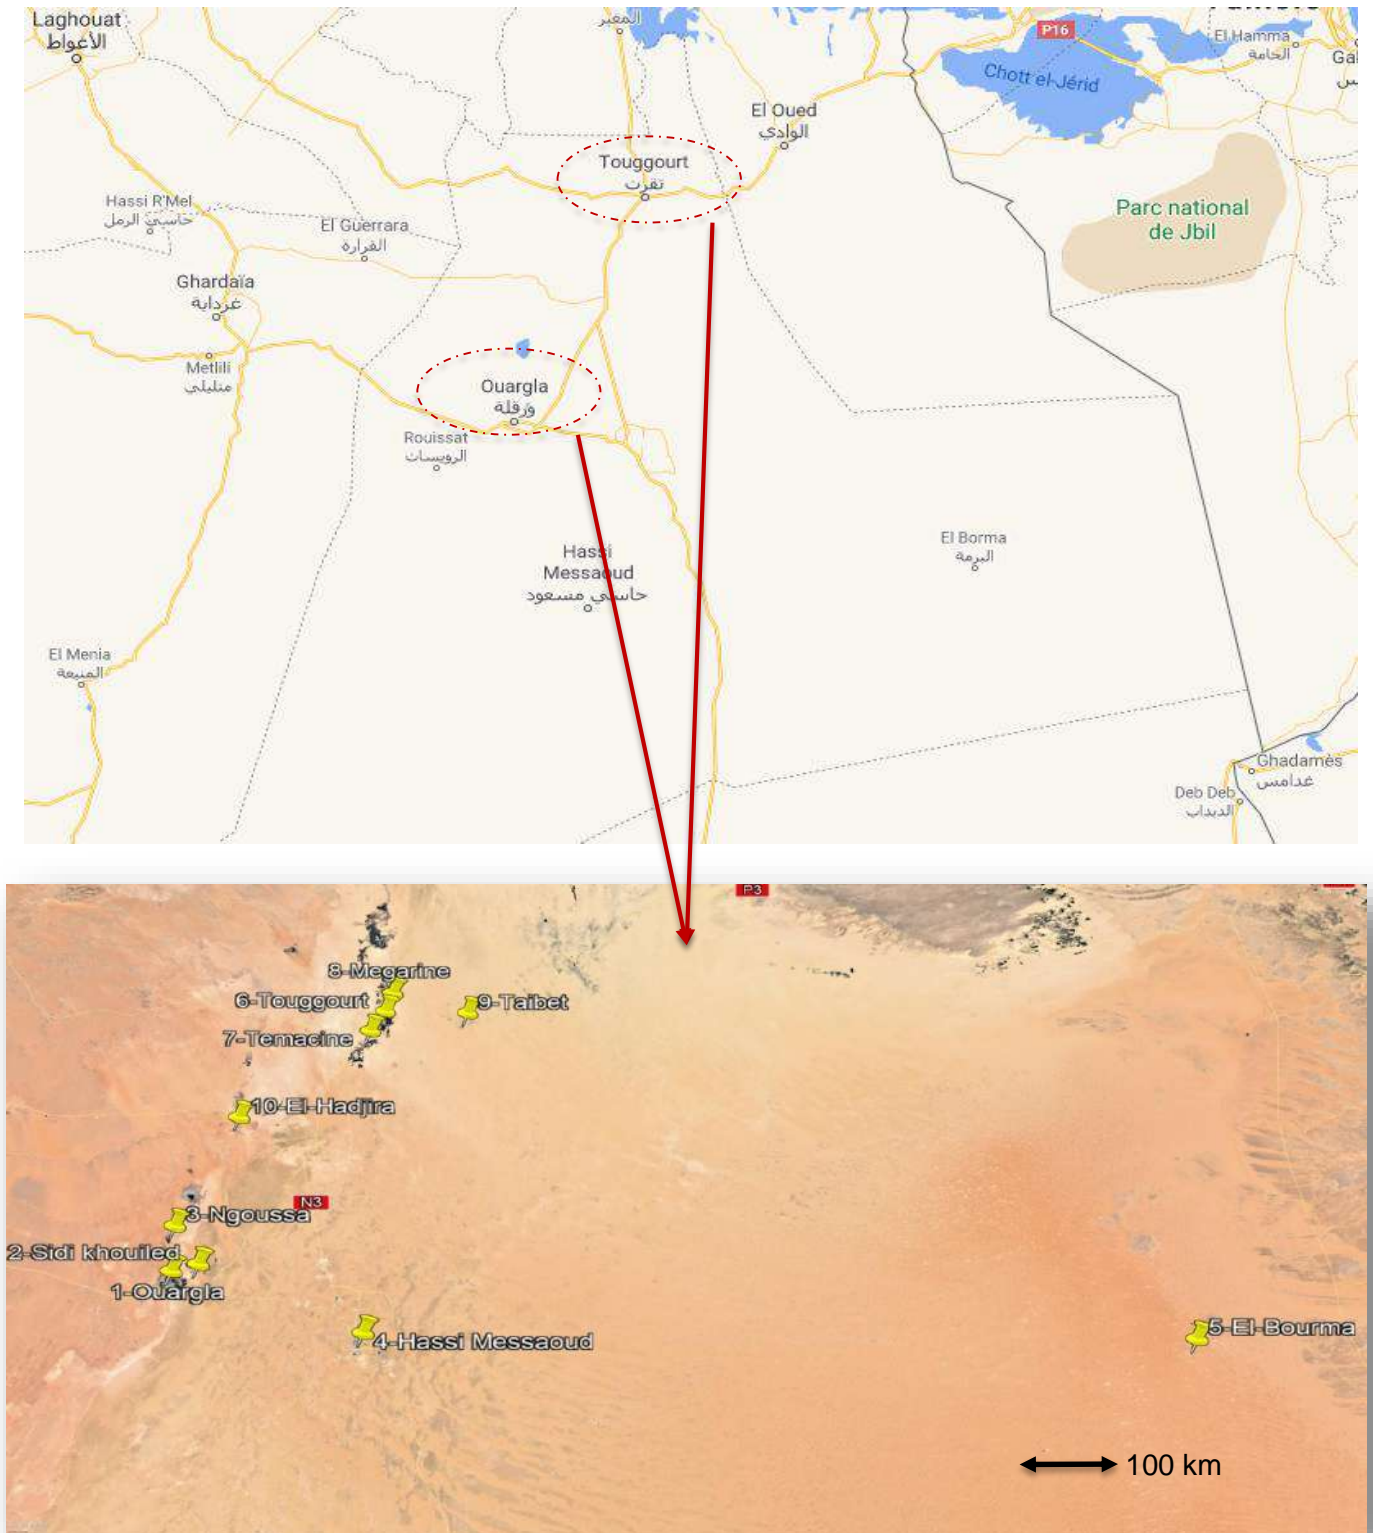 Laghouat
الأغواط
المغير
P16
El Hamma
الحامة
Chott el-Jérid
El Oued
الوادي
Touggourt
تقرت
Hassi R'Mel
حاسي الرمل
El Guerrara
القرارة
Parc national
de Jbil
Ghardaïa
غرداية
Metlili
متليلي
Ouargla
ورقلة
Rouissat
الرويسات
El Borma
البرمة
Hassi
Messaoud
حاسي مسعود
El Menia
المنيعة
Ghadamès
غدامس
Deb Deb
الدبداب
P3
8-Megarine
6-Touggourt
9-Taibet
7-Temacine
10-El-Hadjira
N3
3-Ngoussa
2-Sidi khouiled
1-Ouargla
4-Hassi Messaoud
5-El-Bourma
100 km